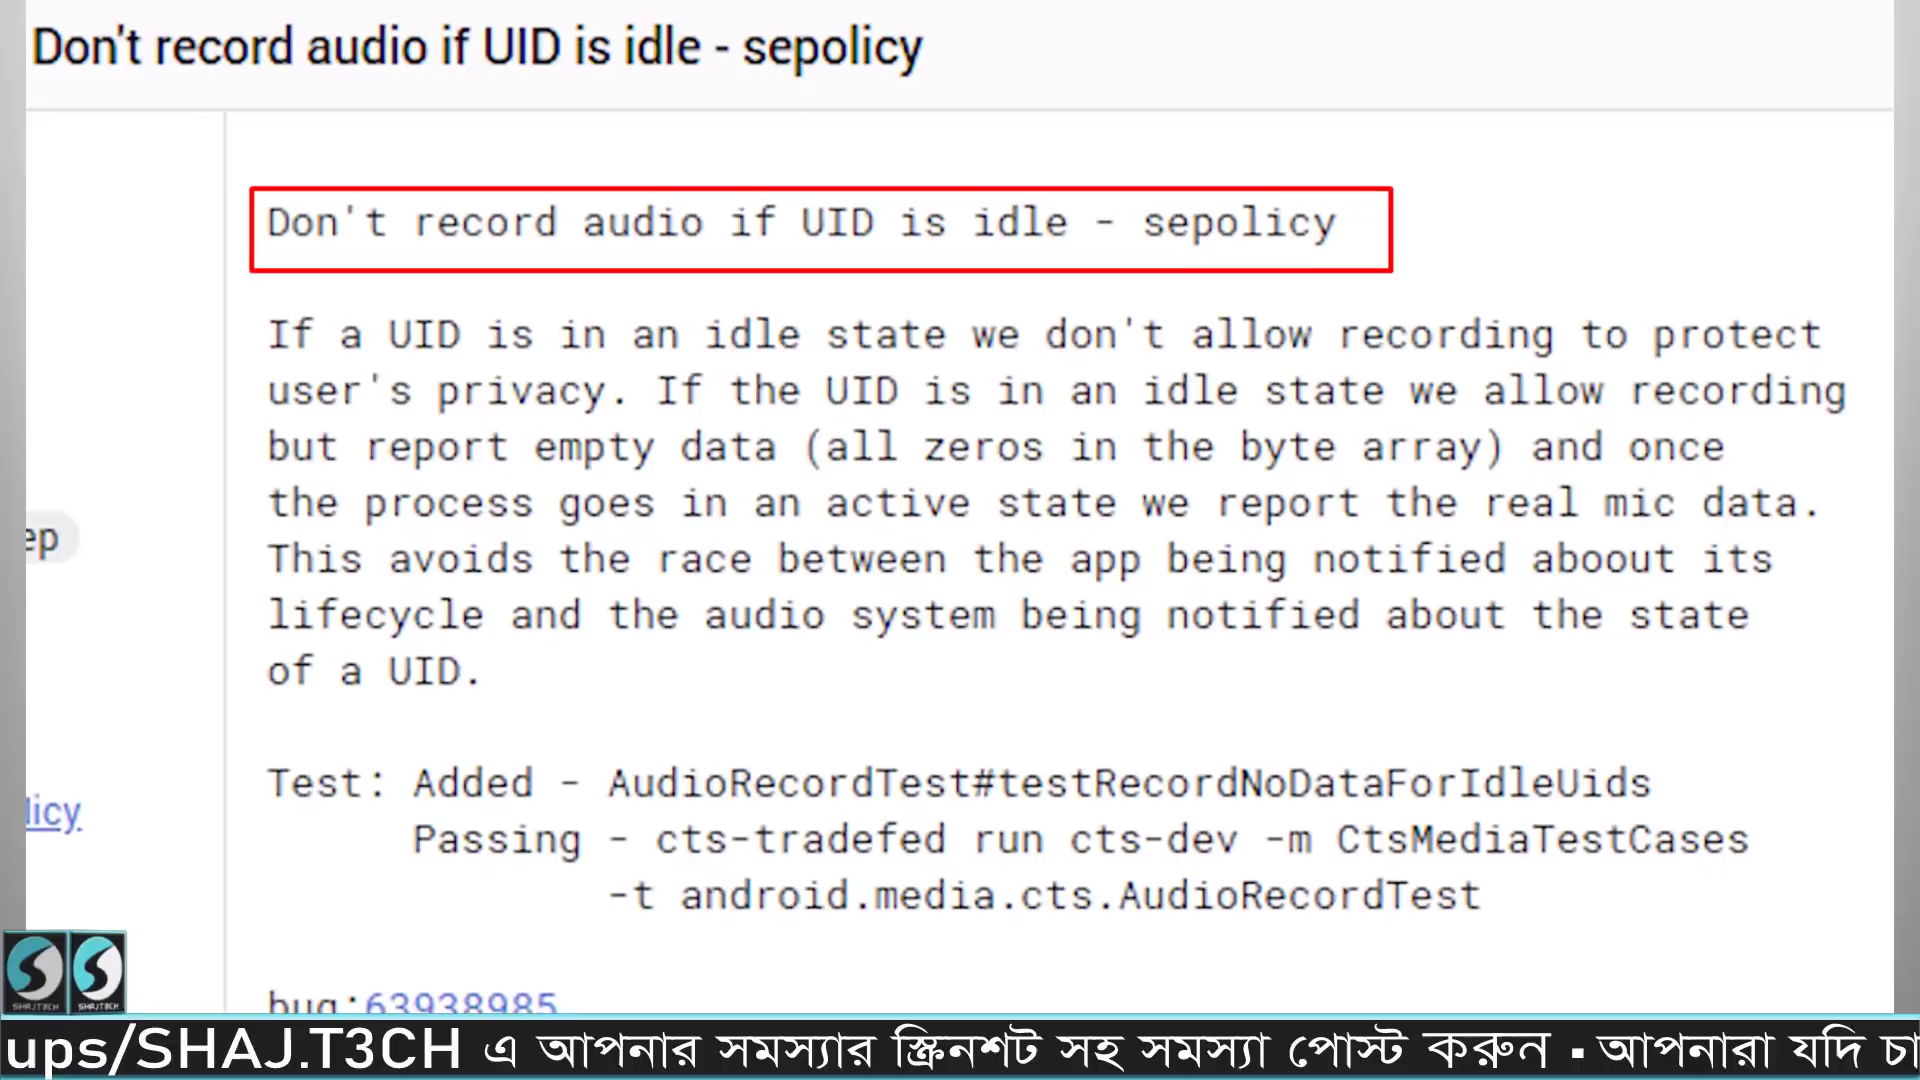 Don't record audio if UID is idle - sepolicy
Don't record audio if UID is idle - sepolicy
If a UID is in an idle state we don't allow recording to protect
user's privacy. If the UID is in an idle state we allow recording
but report empty data (all zeros in the byte array) and once
the process goes in an active state we report the real mic data.
This avoids the race between the app being notified aboout its
lifecycle and the audio system being notified about the state
of a UID.
ep
Test: Added - AudioRecordTest#testRecordNoDataForIdleUids
licy
Passing - cts-tradefed run cts-dev -m CtsMediaTestCases
-t android.media.cts.AudioRecordTest
bug:63938985
SHAJT3CH SHAJT3CH
ups/SHAJ.T3CH এ আপনার সমস্যার স্ক্রিনশট সহ সমস্যা পোস্ট করুন ▪ আপনারা যদি চা